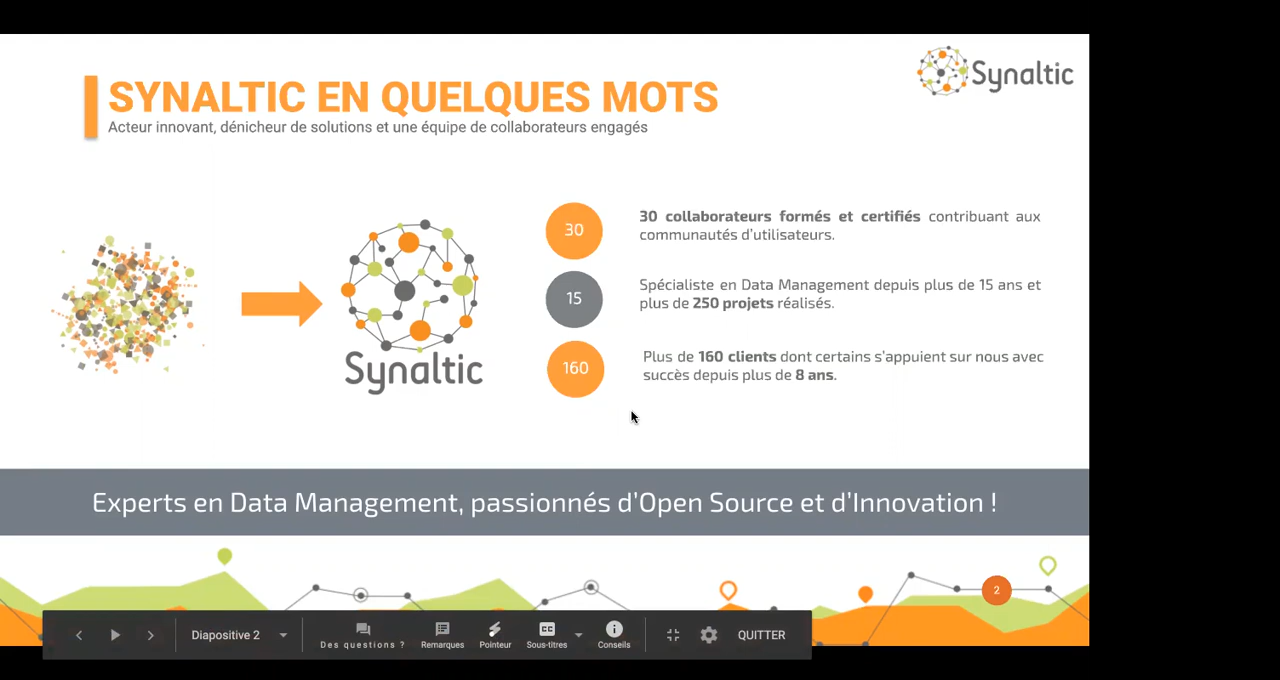 Synaltic
SYNALTIC EN QUELQUES MOTS
Acteur innovant, dénicheur de solutions et une équipe de collaborateurs engagés
30
30 collaborateurs formés et certifiés contribuant aux
communautés d'utilisateurs.
15
Spécialiste en Data Management depuis plus de 15 ans et
plus de 250 projets réalisés.
Synaltic
160
Plus de 160 clients dont certains s'appuient sur nous avec
succès depuis plus de 8 ans.
Experts en Data Management, passionnés d'Open Source et d'Innovation !
2
Diapositive 2
Des questions ?
Remarques
Pointeur
CC
Sous-titres
Conseils
QUITTER